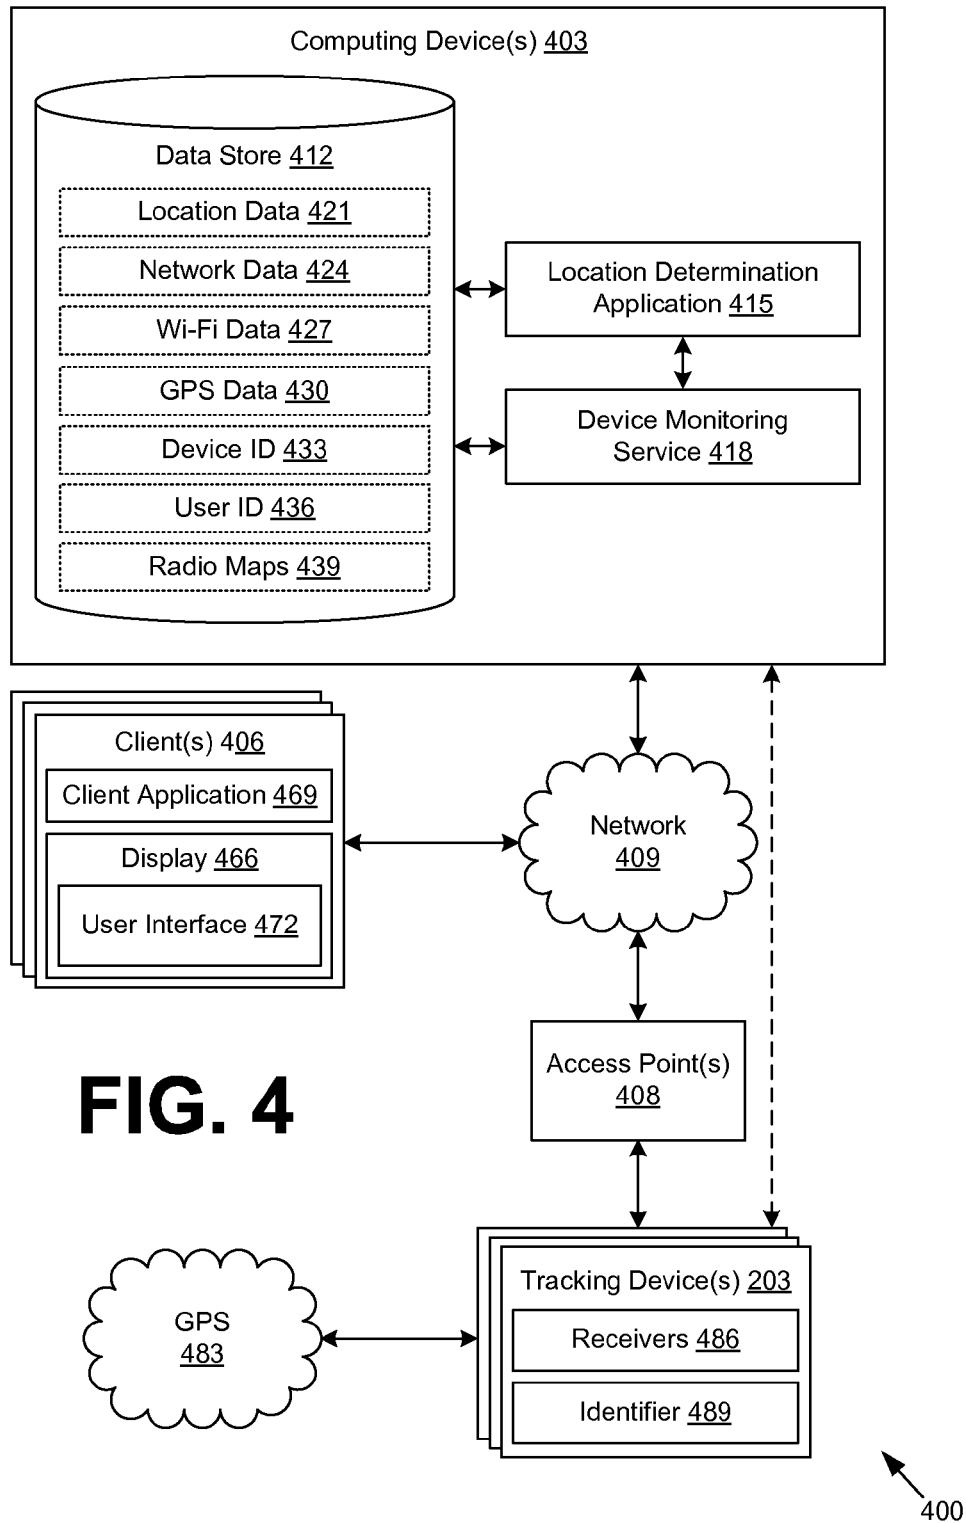 Computing Device(s) 403
Data Store 412
Location Data 421
Network Data 424
Wi-Fi Data 427
GPS Data 430
Device ID 433
User ID 436
Radio Maps 439
Location Determination
Application 415
Device Monitoring
Service 418
Client(s) 406
Client Application 469
Display 466
User Interface 472
Network
409
Access Point(s)
408
FIG. 4
GPS
483
Tracking Device(s) 203
Receivers 486
Identifier 489
400